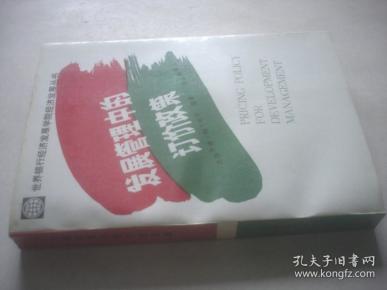 世界银行经济发展学院经济发展丛书
发展管理中的
订价政策
PRICING POLICY
FOR
DEVELOPMENT
MANAGEMENT
孔夫子旧书网
www.kongfz.com